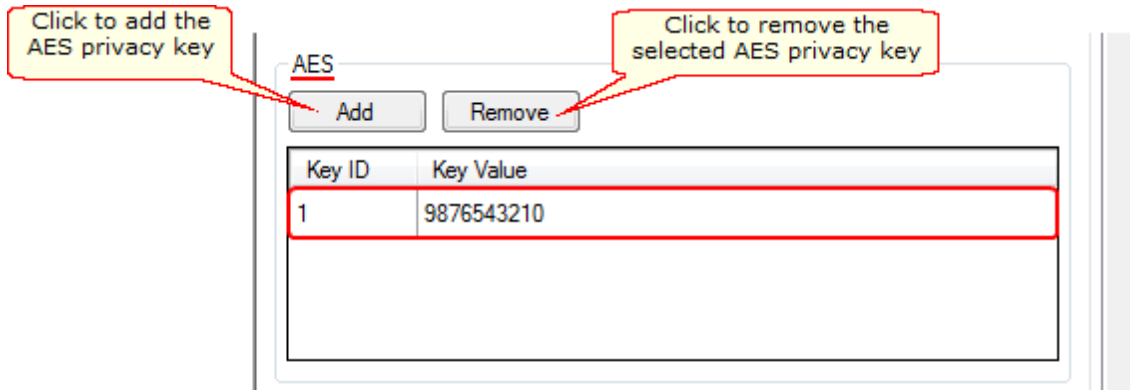 Click to add the
AES privacy key
Click to remove the
selected AES privacy key
AES
Add
Remove
Key ID
Key Value
1
9876543210